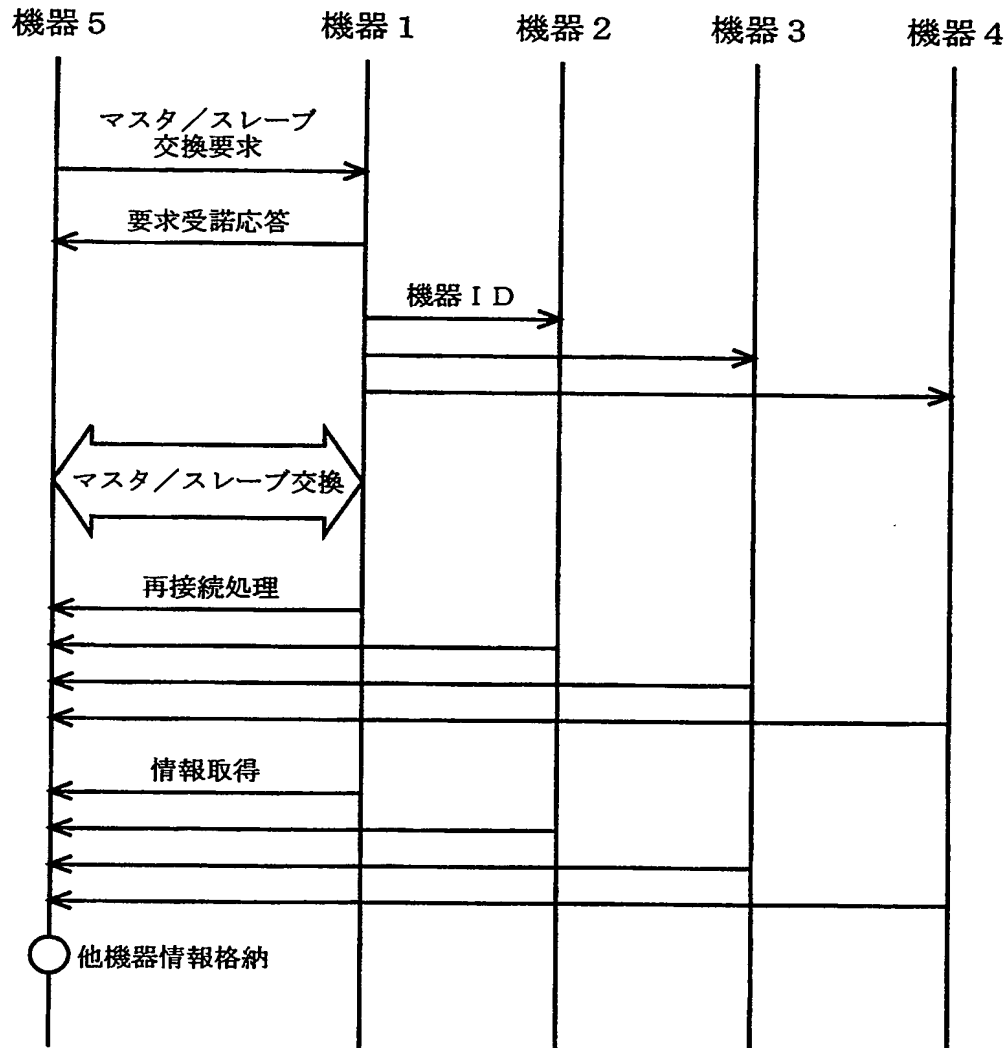 機器5 機器1 機器2 機器3 機器4
マスタ／スレーブ
交換要求
要求受諾応答
機器ID
マスタ／スレーブ交換
再接続処理
情報取得
他機器情報格納